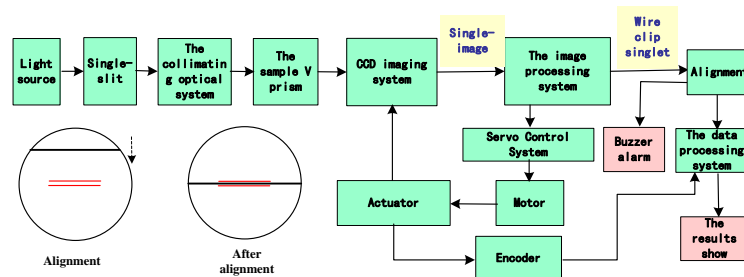 Single-
image
Wire
clip
singlet
Light
source
Single-
slit
The
collimatin
g optical
system
The
sample V
prism
CCD imaging
system
The image
processing
system
Alignment
Servo Control
System
Buzzer
alarm
The data
processing
system
Actuator
Motor
The
results
show
Encoder
Alignment
After
alignment